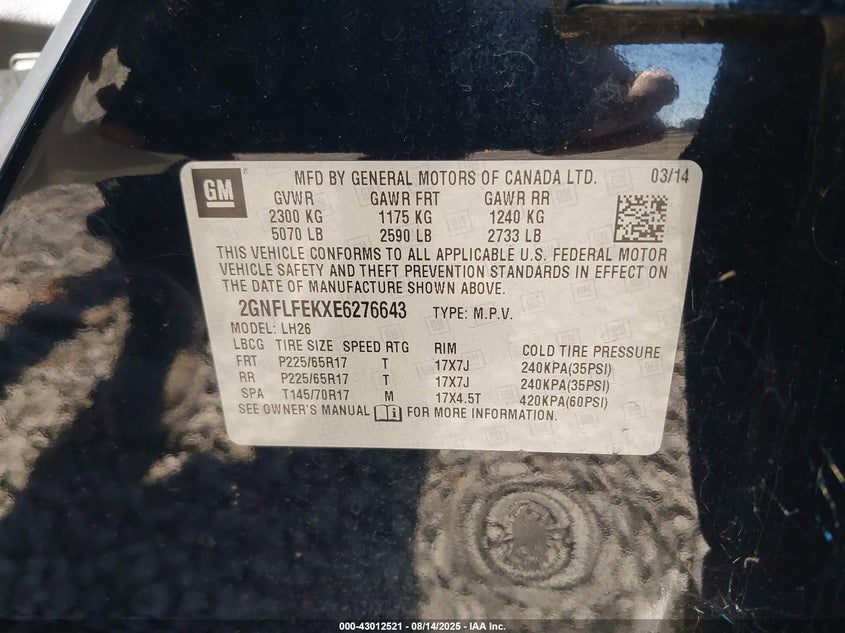 GM
MFD BY GENERAL MOTORS OF CANADA LTD. 03/14
GVWR GAWR FRT GAWR RR
2300 KG 1175 KG 1240 KG
5070 LB 2590 LB 2733 LB
THIS VEHICLE CONFORMS TO ALL APPLICABLE U.S. FEDERAL MOTOR
VEHICLE SAFETY AND THEFT PREVENTION STANDARDS IN EFFECT ON
THE DATE OF MANUFACTURE SHOWN ABOVE.
2GNFLFEKXE6276643 TYPE: M.P.V.
MODEL: LH26
LBCG TIRE SIZE SPEED RTG RIM COLD TIRE PRESSURE
FRT P225/65R17 T 17X7J 240KPA(35PSI)
RR P225/65R17 T 17X7J 240KPA(35PSI)
SPA T145/70R17 M 17X4.5T 420KPA(60PSI)
SEE OWNER'S MANUAL FOR MORE INFORMATION.
000-43012521 - 08/14/2025 - IAA Inc.